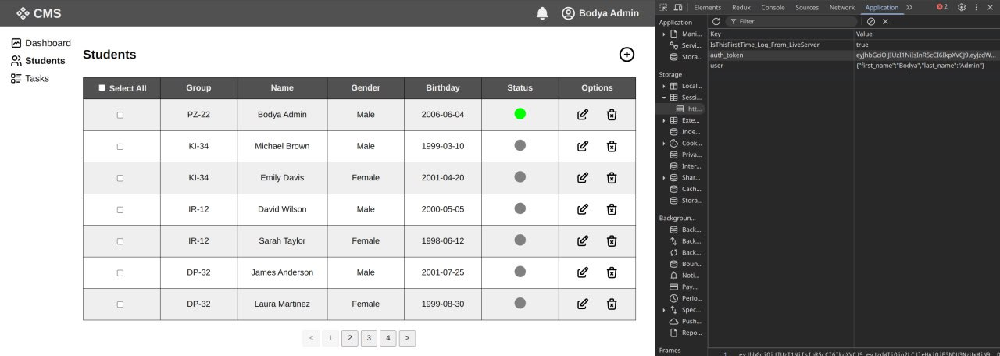 CMS
Bodya Admin
Dashboard
Students
Tasks
Students
Select All Group Name Gender Birthday Status Options
PZ-22 Bodya Admin Male 2006-06-04
KI-34 Michael Brown Male 1999-03-10
KI-34 Emily Davis Female 2001-04-20
IR-12 David Wilson Male 2000-05-05
IR-12 Sarah Taylor Female 1998-06-12
DP-32 James Anderson Male 2001-07-25
DP-32 Laura Martinez Female 1999-08-30
< 1 2 3 4 >
Elements Redux Console Sources Network Application 2
Application
Mani...
Servi...
Stora...
Storage
Local...
Sessi...
htt...
Exte...
Inde...
Cook...
Priva...
Inter...
Shar...
Cach...
Stora...
Backgroun...
Back...
Back...
Back...
Boun...
Noti...
Pay...
Perio...
Spec...
Push...
Repo...
Frames
Filter
Key Value
IsThisFirstTime_Log_From_LiveServer true
auth_token
user {"first_name":"Bodya","last_name":"Admin"}
1